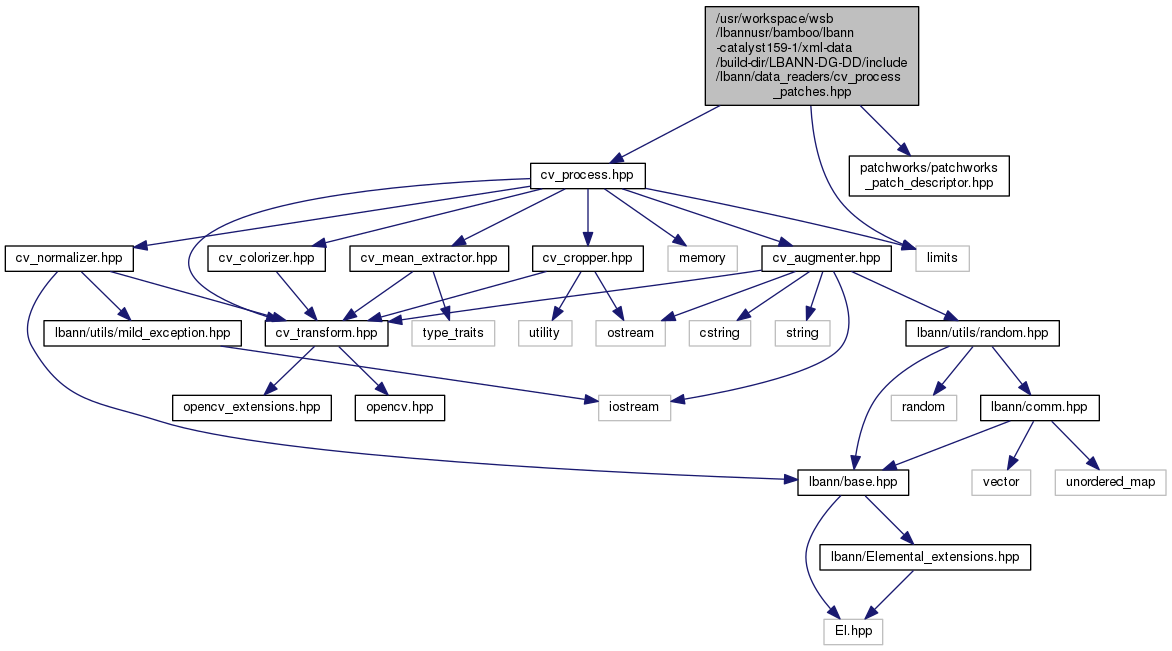 /usr/workspace/wsb
/lbannusr/bamboo/lbann
-catalyst159-1/xml-data
/build-dir/LBANN-DG-DD/include
/lbann/data_readers/cv_process
_patches.hpp
cv_process.hpp
patchworks/patchworks
_patch_descriptor.hpp
cv_normalizer.hpp
cv_colorizer.hpp
cv_mean_extractor.hpp
cv_cropper.hpp
memory
cv_augmenter.hpp
limits
lbann/utils/mild_exception.hpp
cv_transform.hpp
type_traits
utility
ostream
cstring
string
lbann/utils/random.hpp
opencv_extensions.hpp
opencv.hpp
iostream
random
lbann/comm.hpp
lbann/base.hpp
vector
unordered_map
lbann/Elemental_extensions.hpp
El.hpp